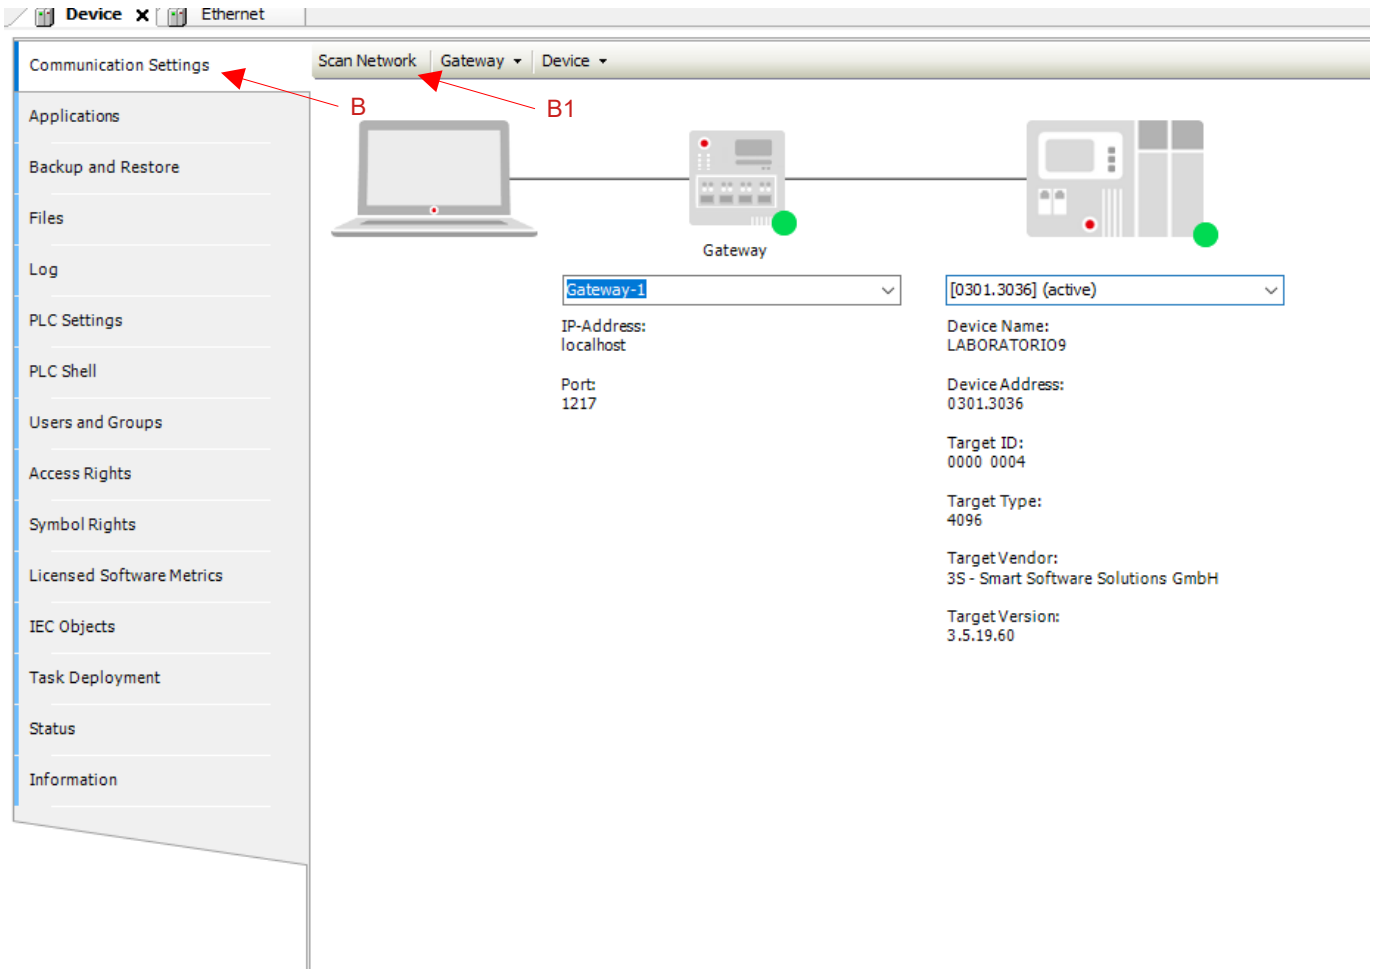 Device
Ethernet
Communication Settings
Scan Network
Gateway
Device
B
B1
Applications
Backup and Restore
Files
Log
PLC Settings
PLC Shell
Users and Groups
Access Rights
Symbol Rights
Licensed Software Metrics
IEC Objects
Task Deployment
Status
Information
Gateway
Gateway-1
IP-Address:
localhost
Port:
1217
[0301.3036] (active)
Device Name:
LABORATORIO9
Device Address:
0301.3036
Target ID:
0000 0004
Target Type:
4096
Target Vendor:
3S - Smart Software Solutions GmbH
Target Version:
3.5.19.60